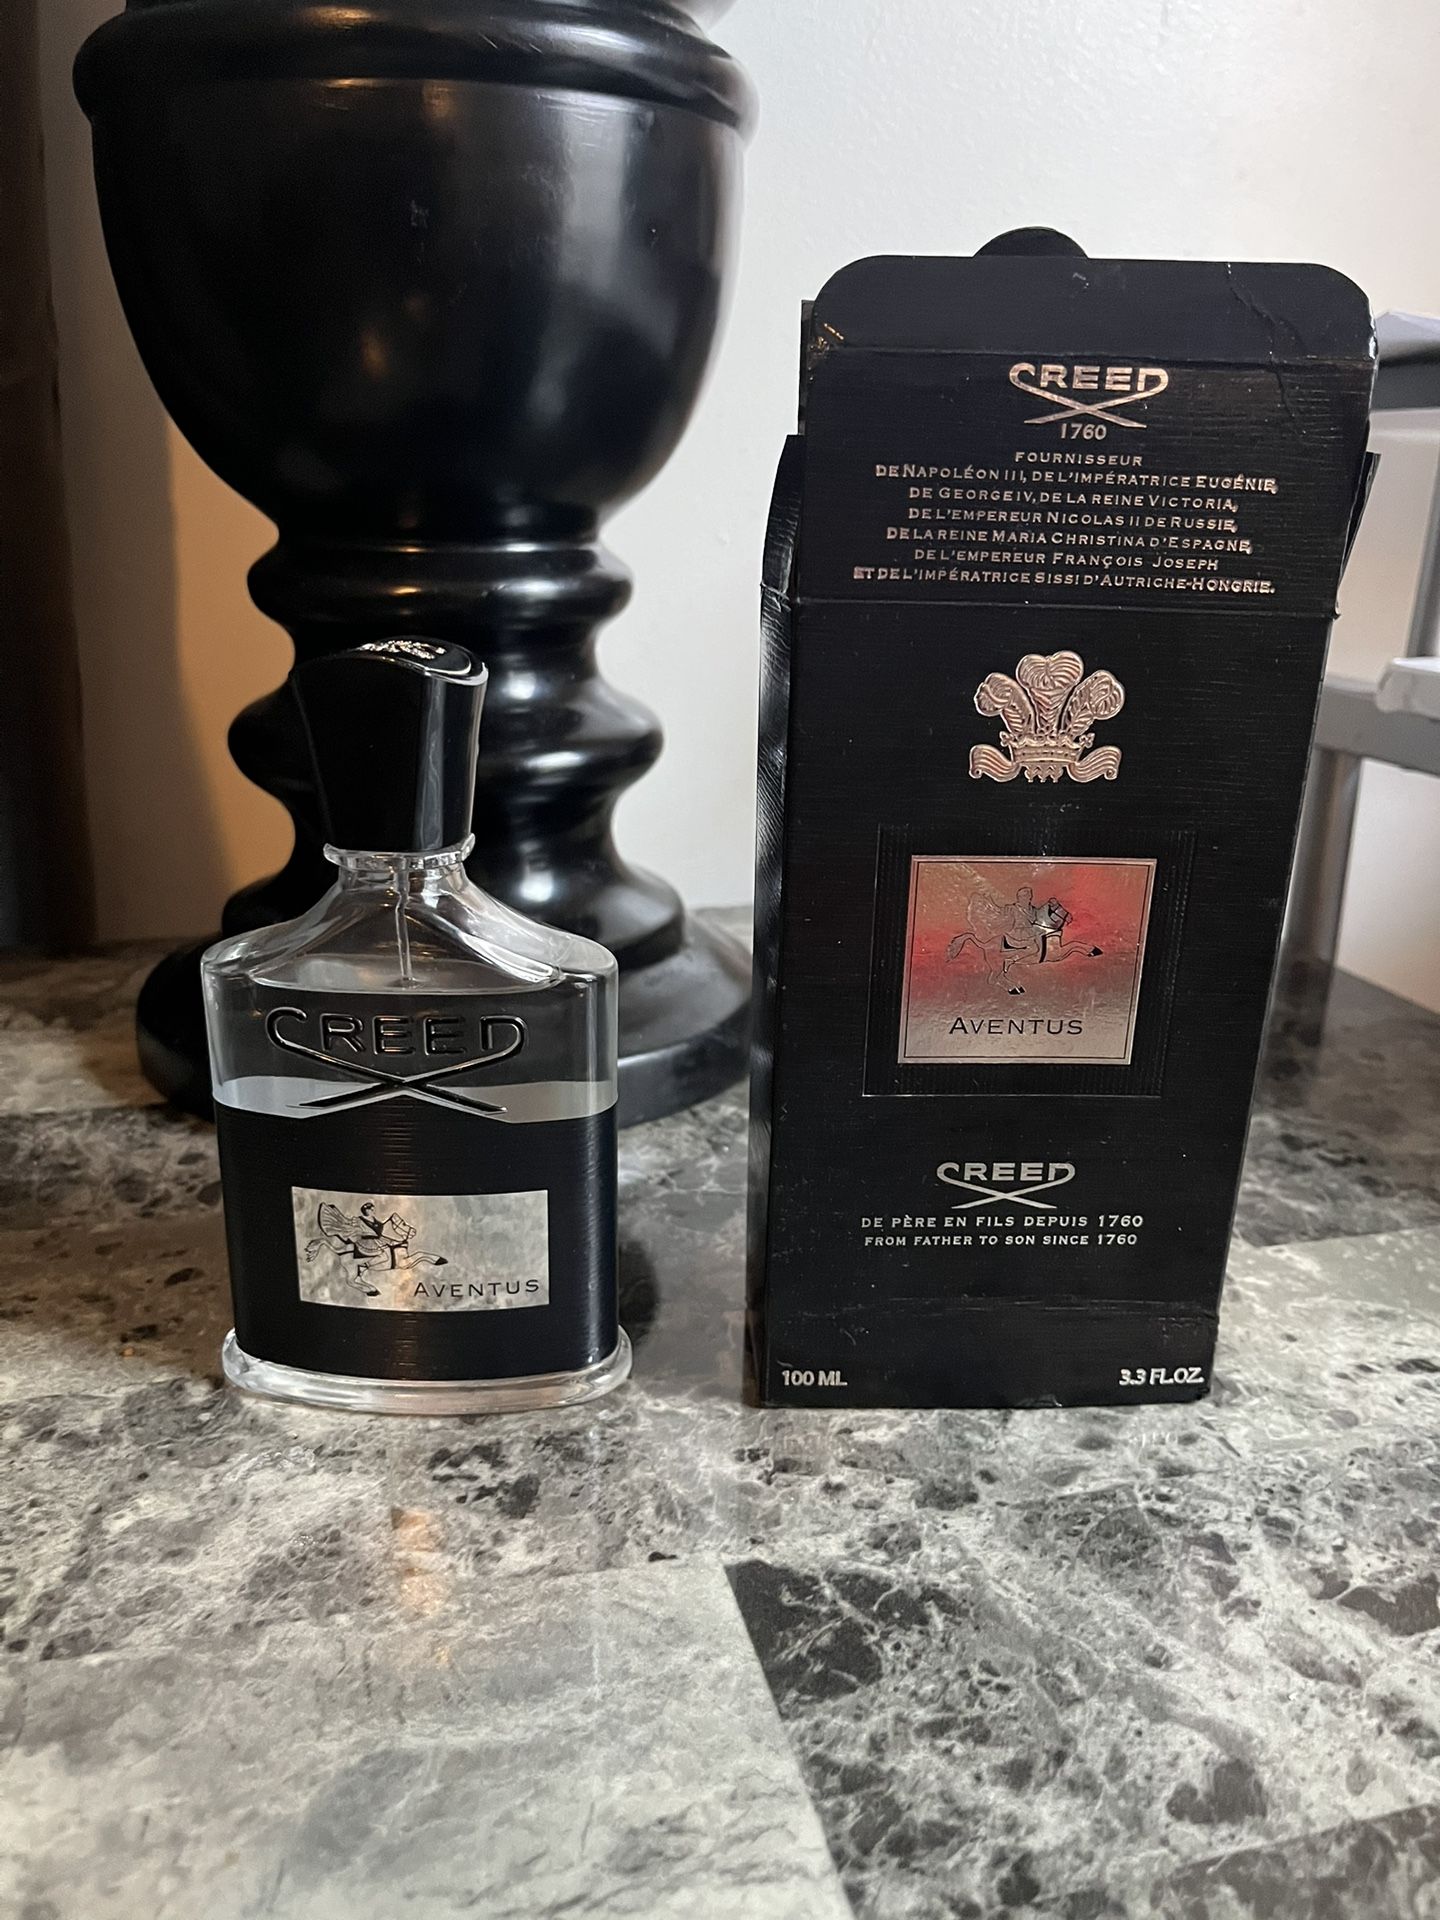 CREED
AVENTUS
CREED
1760
FOURNISSEUR
DE NAPOLÉON III, DE L'IMPÉRATRICE EUGÉNIE,
DE GEORGE IV, DE LA REINE VICTORIA,
DE L'EMPEREUR NICOLAS II DE RUSSIE,
DE LA REINE MARIA CHRISTINA D'ESPAGNE,
DE L'EMPEREUR FRANÇOIS JOSEPH
ET DE L'IMPÉRATRICE SISSI D'AUTRICHE-HONGRIE.
AVENTUS
CREED
DE PÈRE EN FILS DEPUIS 1760
FROM FATHER TO SON SINCE 1760
100 ML 3.3 FL.OZ.